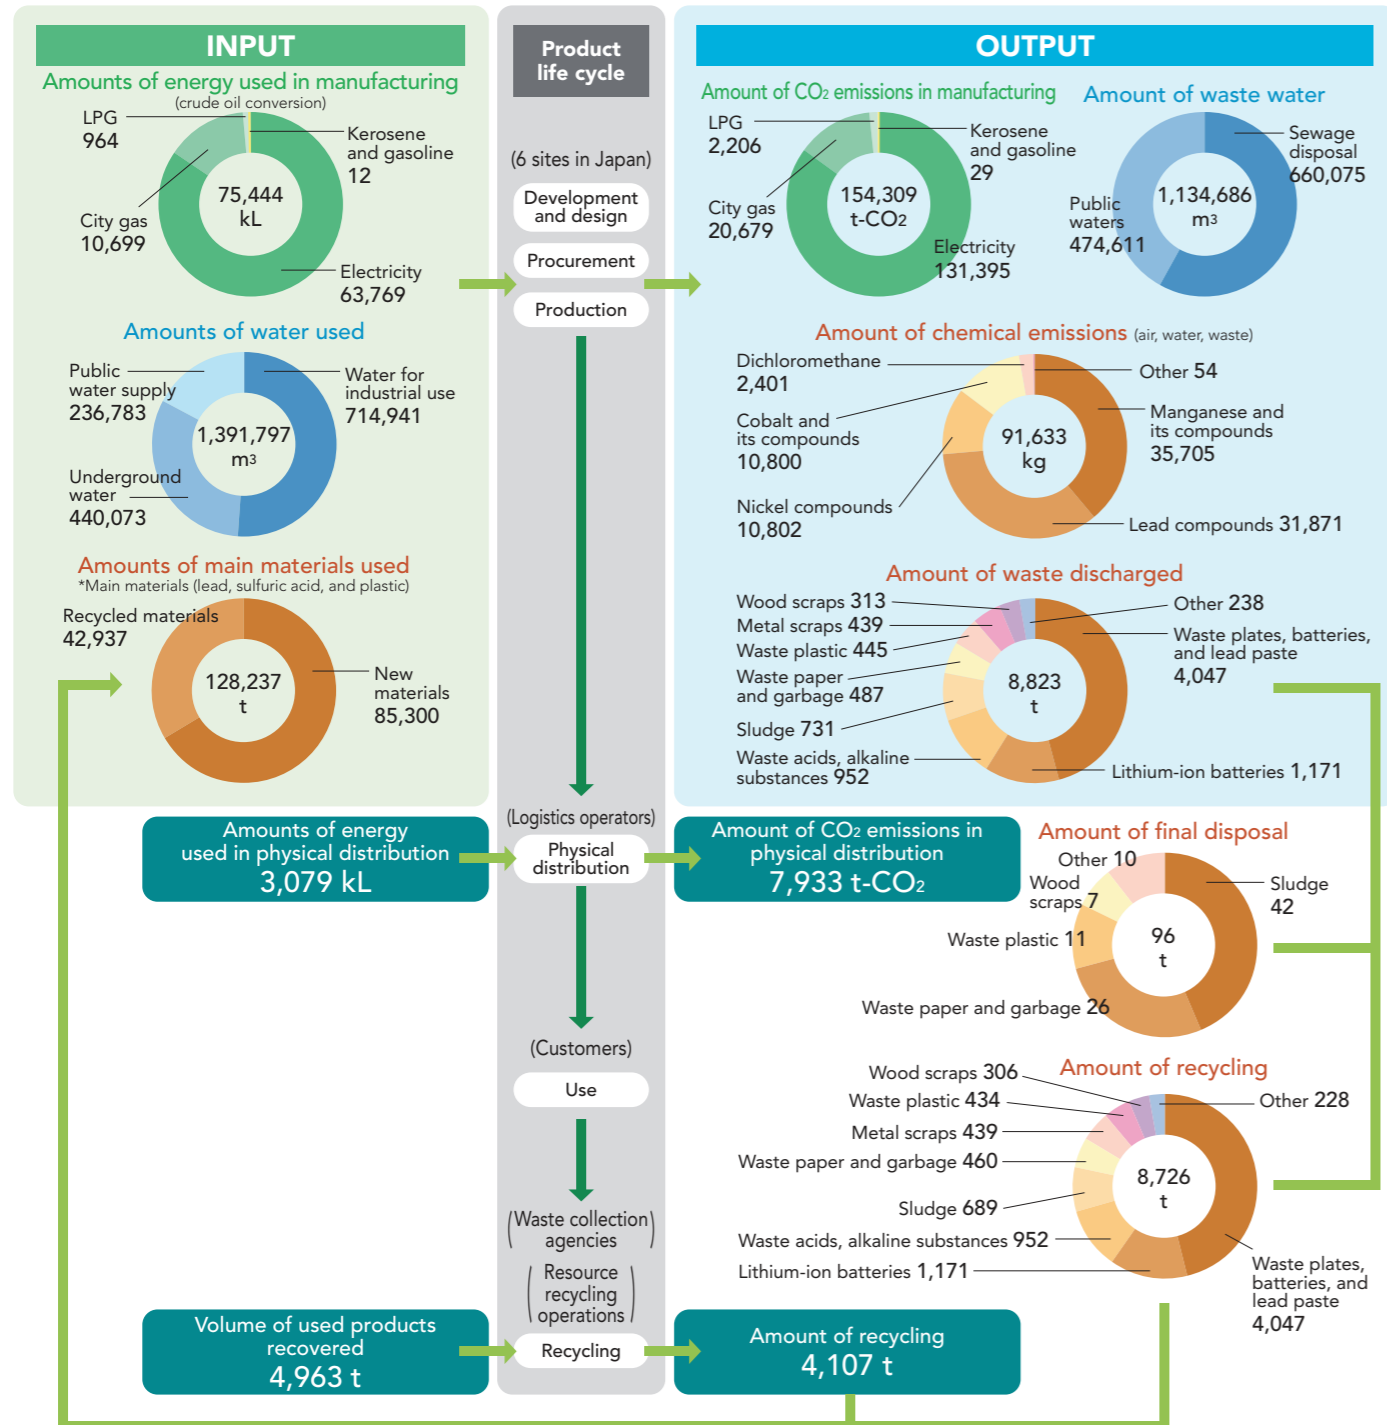 INPUT
Amounts of energy used in manufacturing
(crude oil conversion)
LPG
964
Kerosene
and gasoline
12
75,444
kL
City gas
10,699
Electricity
63,769
Amounts of water used
Public
water supply
236,783
Water for
industrial use
714,941
1,391,797
m3
Underground
water
440,073
Amounts of main materials used
*Main materials (lead, sulfuric acid, and plastic)
Recycled materials
42,937
128,237
t
New
materials
85,300
Product
life cycle
(6 sites in Japan)
Development
and design
Procurement
Production
OUTPUT
Amount of CO2 emissions in manufacturing
LPG
2,206
Kerosene
and gasoline
29
154,309
t-CO2
City gas
20,679
Electricity
131,395
Amount of waste water
Sewage
disposal
660,075
Public
waters
474,611
1,134,686
m3
Amount of chemical emissions (air, water, waste)
Dichloromethane
2,401
Other 54
Cobalt and
its compounds
10,800
Manganese and
its compounds
35,705
91,633
kg
Nickel compounds
10,802
Lead compounds 31,871
Amount of waste discharged
Wood scraps 313
Metal scraps 439
Waste plastic 445
Waste paper
and garbage 487
Sludge 731
Waste acids, alkaline
substances 952
8,823
t
Other 238
Waste plates, batteries,
and lead paste
4,047
Lithium-ion batteries 1,171
Amounts of energy
used in physical distribution
3,079 kL
(Logistics operators)
Physical
distribution
Amount of CO2 emissions in
physical distribution
7,933 t-CO2
Amount of final disposal
Other 10
Wood
scraps 7
Waste plastic 11
Waste paper and garbage 26
96
t
Sludge
42
(Customers)
Use
Amount of recycling
Wood scraps 306
Waste plastic 434
Metal scraps 439
Waste paper and garbage 460
Sludge 689
Waste acids, alkaline substances 952
Lithium-ion batteries 1,171
8,726
t
Other 228
Waste plates,
batteries, and
lead paste
4,047
(Waste collection
agencies)
(Resource
recycling
operations)
Volume of used products
recovered
4,963 t
Recycling
Amount of recycling
4,107 t